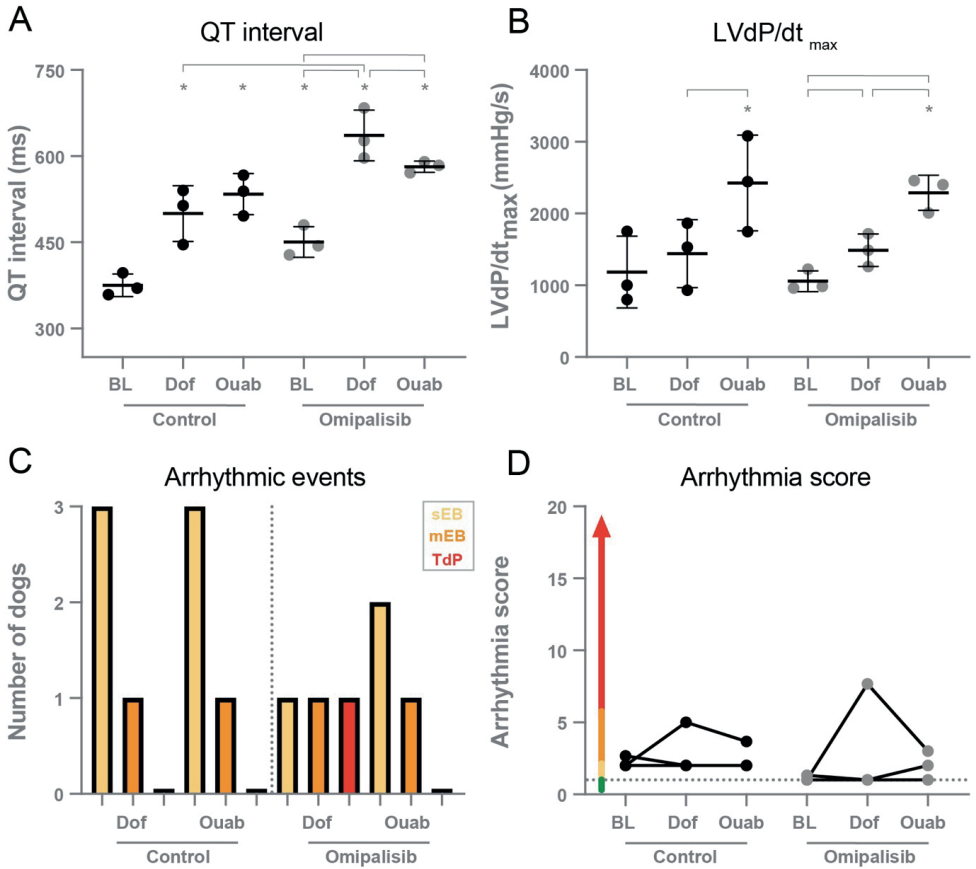 A
QT interval
QT interval (ms)
750
600
450
300
* * * * *
BL Dof Ouab BL Dof Ouab
Control Omipalisib
B
LVdP/dt max
LVdP/dtmax(mmHg/s)
4000
3000
2000
1000
0
* *
BL Dof Ouab BL Dof Ouab
Control Omipalisib
C
Arrhythmic events
Number of dogs
3
2
1
0
sEB
mEB
TdP
Dof Ouab Dof Ouab
Control Omipalisib
D
Arrhythmia score
Arrhythmia score
20
15
10
5
0
BL Dof Ouab BL Dof Ouab
Control Omipalisib